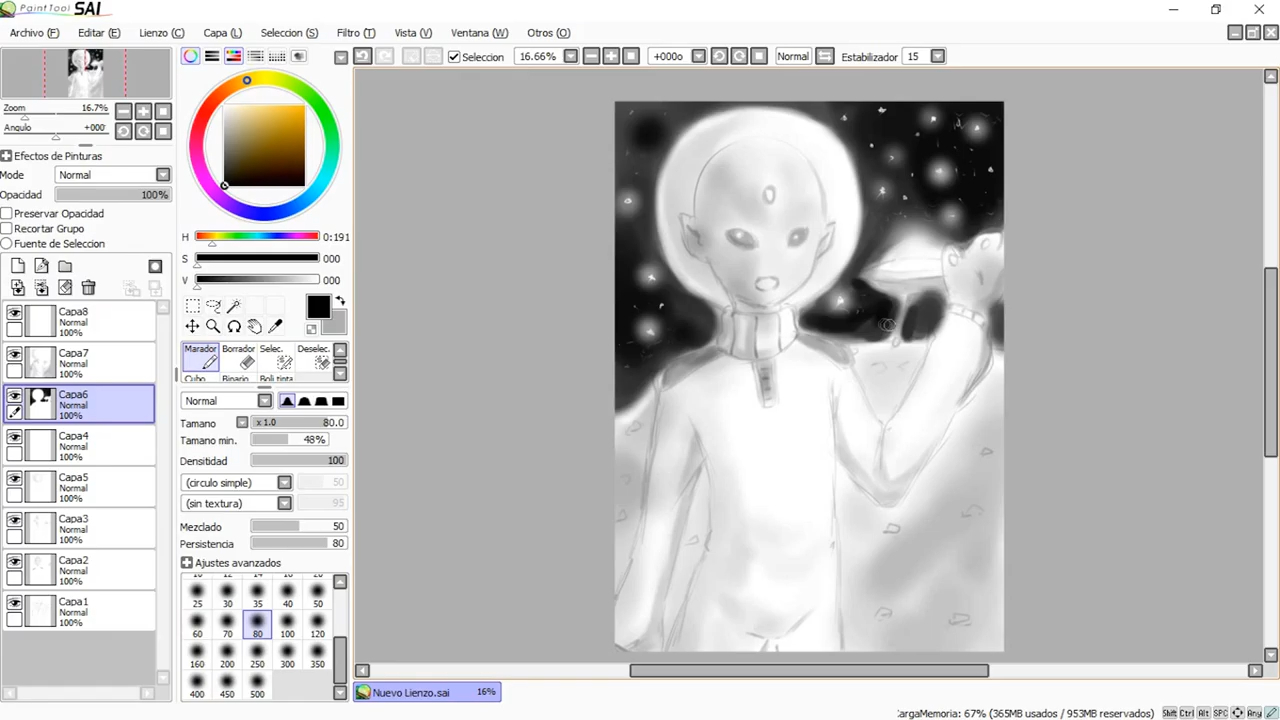 PaintTool SAI
Archivo (F) Editar (E) Lienzo (C) Capa (L) Seleccion (S) Filtro (T) Vista (V) Ventana (W) Otros (O)
Seleccion 16.66% +000o Normal Estabilizador 15
Zoom 16.7%
Angulo +000°
Efectos de Pinturas
Mode Normal
Opacidad 100%
Preservar Opacidad
Recortar Grupo
Fuente de Seleccion
Capa8
Normal
100%
Capa7
Normal
100%
Capa6
Normal
100%
Capa4
Normal
100%
Capa5
Normal
100%
Capa3
Normal
100%
Capa2
Normal
100%
Capa1
Normal
100%
H 0:191
S 000
V 000
Marador Borrador Selec. Deselec.
Cubo Binario Boli tinta
Normal
Tamano x 1.0 80.0
Tamano min. 48%
Densitidad 100
(circulo simple) 50
(sin textura) 95
Mezclado 50
Persistencia 80
Ajustes avanzados
25 30 35 40 50
60 70 80 100 120
160 200 250 300 350
400 450 500
Nuevo Lienzo.sai 16%
CargaMemoria: 67% (365MB usados / 953MB reservados) Shift Ctrl Alt SPC Any